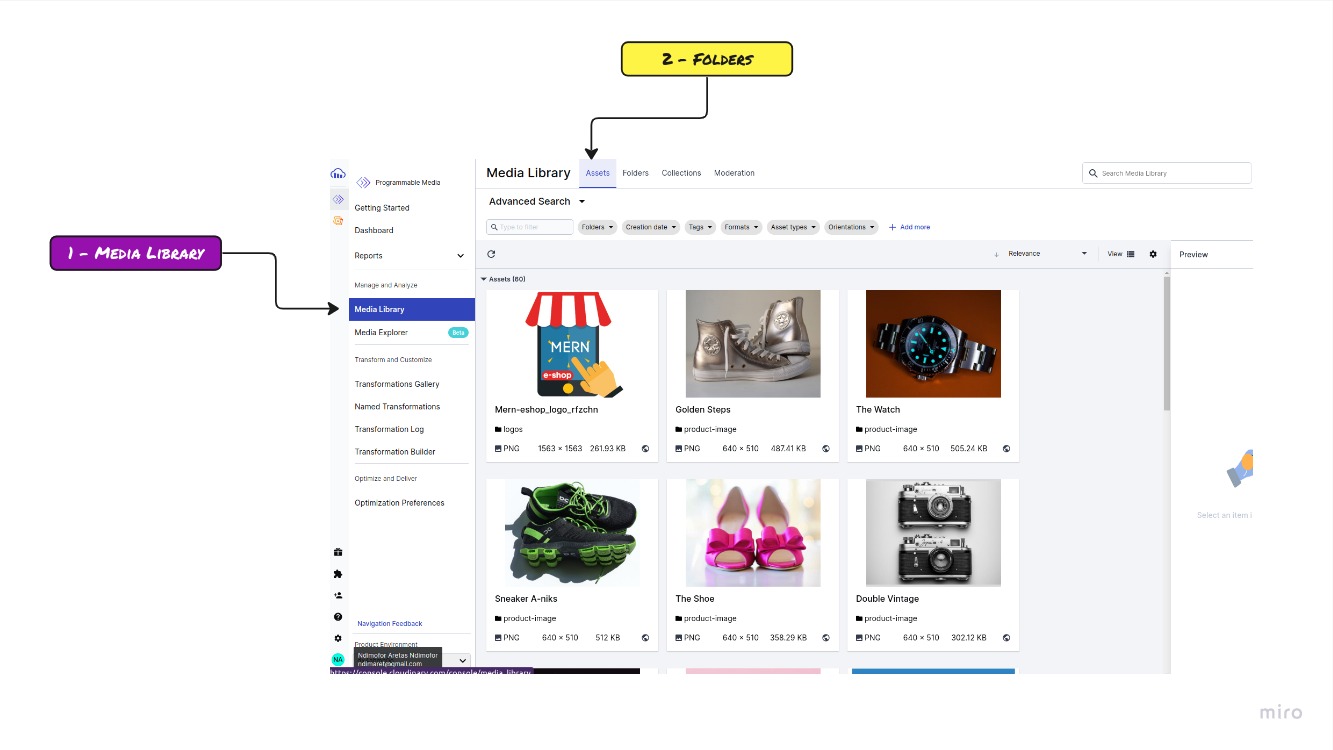 2 - Folders
1 - Media Library
Programmable Media
Getting Started
Dashboard
Reports
Manage and Analyze
Media Library
Media Explorer Beta
Transform and Customize
Transformations Gallery
Named Transformations
Transformation Log
Transformation Builder
Optimize and Deliver
Optimization Preferences
Navigation Feedback
Product Environment
NA
Ndimofor Aretas Ndimofor
ndimaret@gmail.com
https://console.cloudinary.com/console/media_library
Media Library Assets Folders Collections Moderation
Search Media Library
Advanced Search
Type to filter Folders Creation date Tags Formats Asset types Orientations + Add more
Relevance View
Preview
Assets (60)
MERN
e-shop
Mern-eshop_logo_rfzchn
logos
PNG 1563 × 1563 261.93 KB
Golden Steps
product-image
PNG 640 × 510 487.41 KB
The Watch
product-image
PNG 640 × 510 505.24 KB
Sneaker A-niks
product-image
PNG 640 × 510 512 KB
The Shoe
product-image
PNG 640 × 510 358.29 KB
Double Vintage
product-image
PNG 640 × 510 302.12 KB
Select an item i
miro